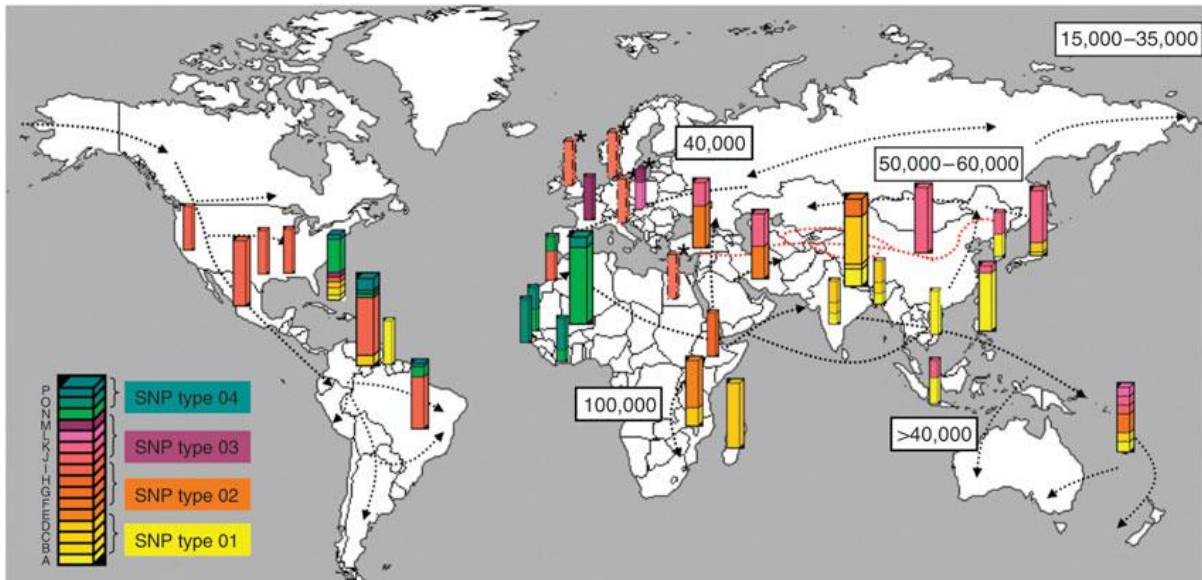 15,000–35,000
40,000
50,000–60,000
100,000
>40,000
P
O
N
M
L
K
J
I
H
G
F
E
D
C
B
A
SNP type 04
SNP type 03
SNP type 02
SNP type 01